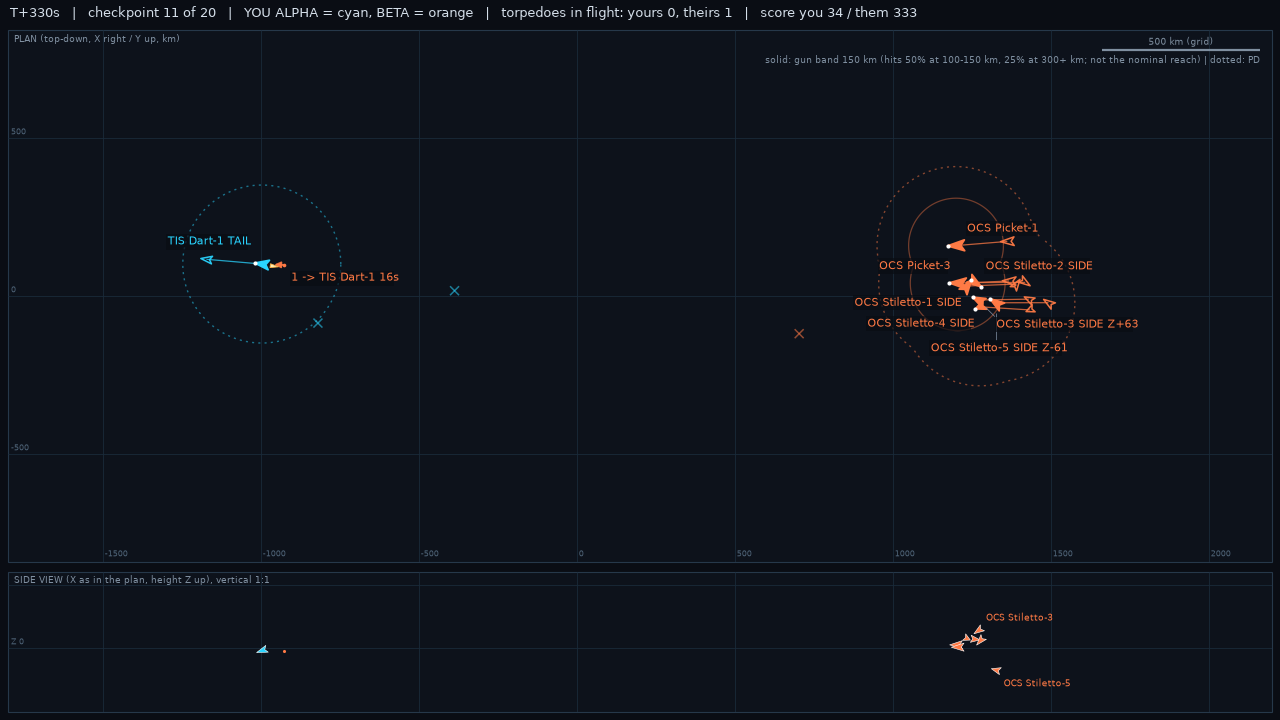 T+330s | checkpoint 11 of 20 | YOU ALPHA = cyan, BETA = orange | torpedoes in flight: yours 0, theirs 1 | score you 34 / them 333
PLAN (top-down, X right / Y up, km)
500 km (grid)
solid: gun band 150 km (hits 50% at 100-150 km, 25% at 300+ km; not the nominal reach) | dotted: PD
500
OCS Picket-1
TIS Dart-1 TAIL
OCS Picket-3
OCS Stiletto-2 SIDE
1 -> TIS Dart-1 16s
0
OCS Stiletto-1 SIDE
OCS Stiletto-4 SIDE
OCS Stiletto-3 SIDE Z+63
OCS Stiletto-5 SIDE Z-61
-500
-1500
-1000
-500
0
500
1000
1500
2000
SIDE VIEW (X as in the plan, height Z up), vertical 1:1
OCS Stiletto-3
Z 0
OCS Stiletto-5